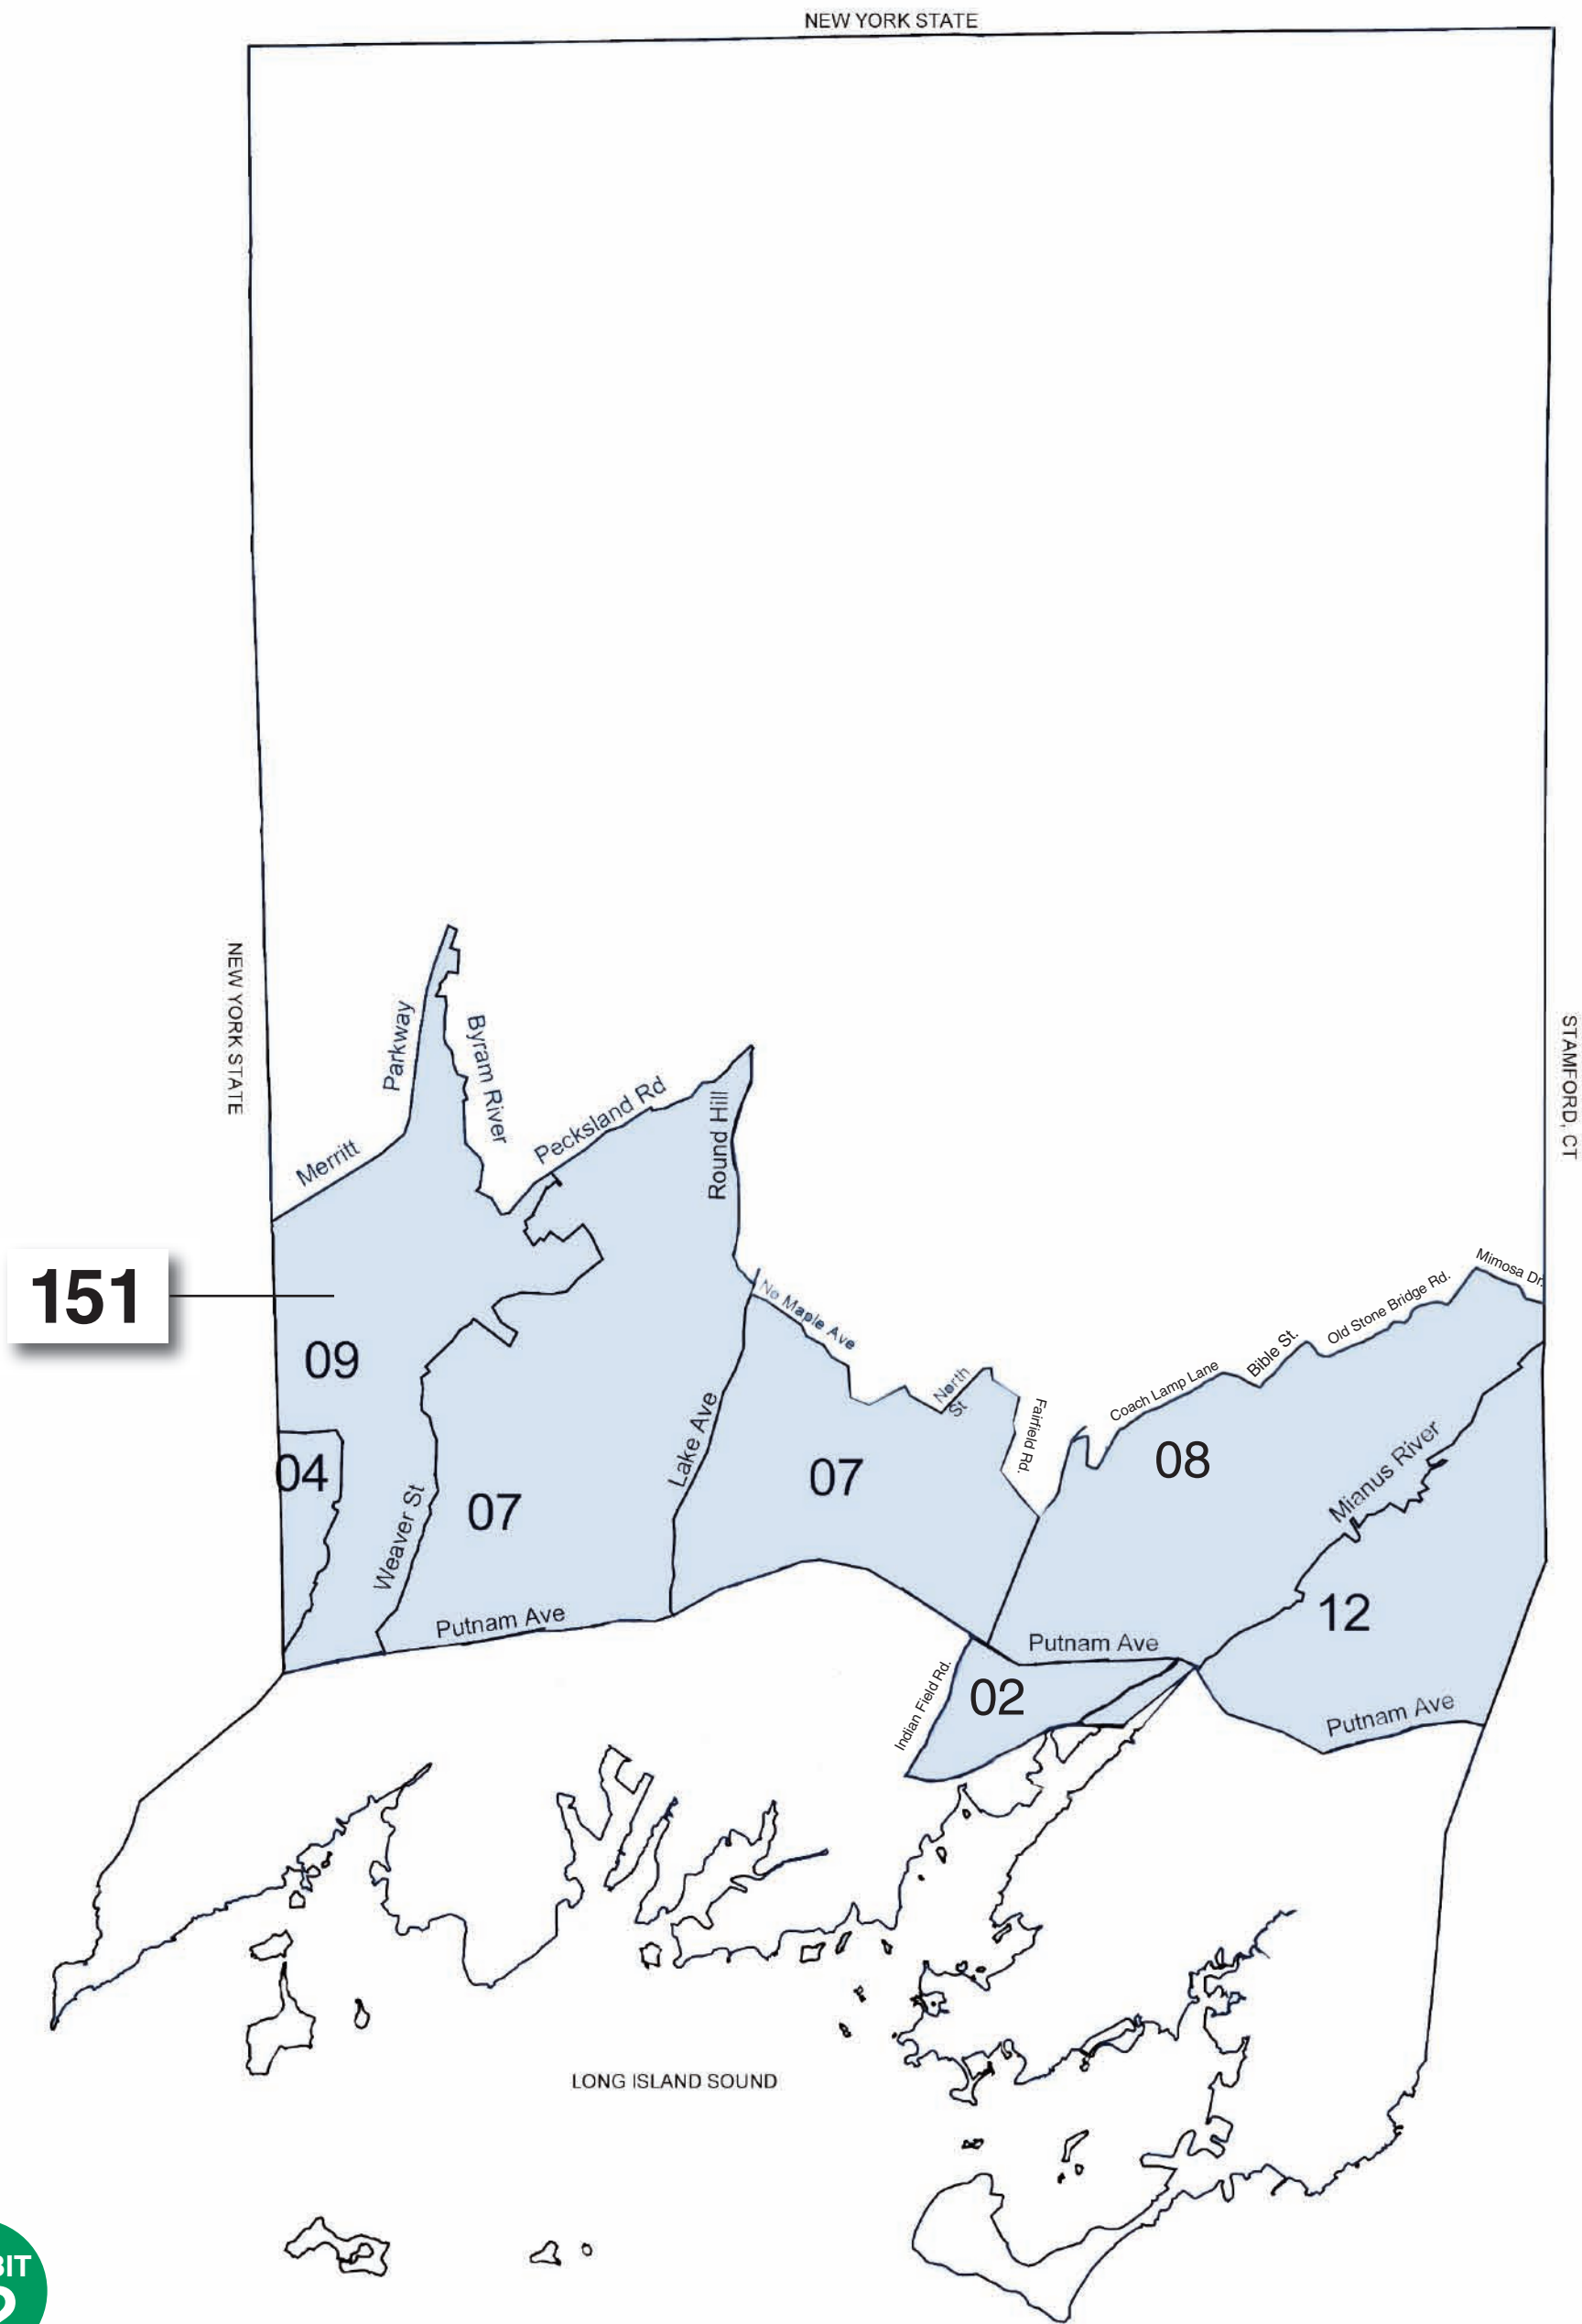 NEW YORK STATE
NEW YORK STATE
STAMFORD, CT
Parkway
Merritt
Byram River
Pecksland Rd
Round Hill
151
09
04
Weaver St
07
Lake Ave
No Maple Ave
North
St
Fairfield Rd.
07
Coach Lamp Lane
Bible St.
Old Stone Bridge Rd.
Mimosa Dr.
08
Mianus River
12
Putnam Ave
Putnam Ave
Indian Field Rd.
02
Putnam Ave
LONG ISLAND SOUND
BIT